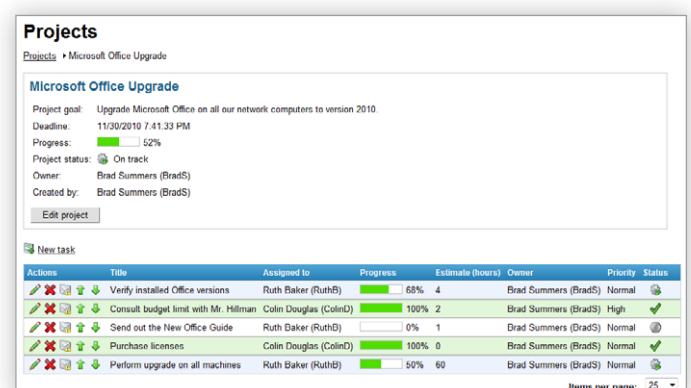 Projects
Projects Microsoft Office Upgrade
Microsoft Office Upgrade
Project goal: Upgrade Microsoft Office on all our network computers to version 2010.
Deadline: 11/30/2010 7:41:33 PM
Progress: 52%
Project status: On track
Owner: Brad Summers (BradS)
Created by: Brad Summers (BradS)
Edit project
New task
Actions Title Assigned to Progress Estimate (hours) Owner Priority Status
Verify installed Office versions Ruth Baker (RuthB) 68% 4 Brad Summers (BradS) Normal
Consult budget limit with Mr. Hillman Colin Douglas (ColinD) 100% 2 Brad Summers (BradS) High
Send out the New Office Guide Ruth Baker (RuthB) 0% 1 Brad Summers (BradS) Normal
Purchase licenses Colin Douglas (ColinD) 100% 0 Brad Summers (BradS) Normal
Perform upgrade on all machines Ruth Baker (RuthB) 50% 60 Brad Summers (BradS) Normal
Items per page: 25